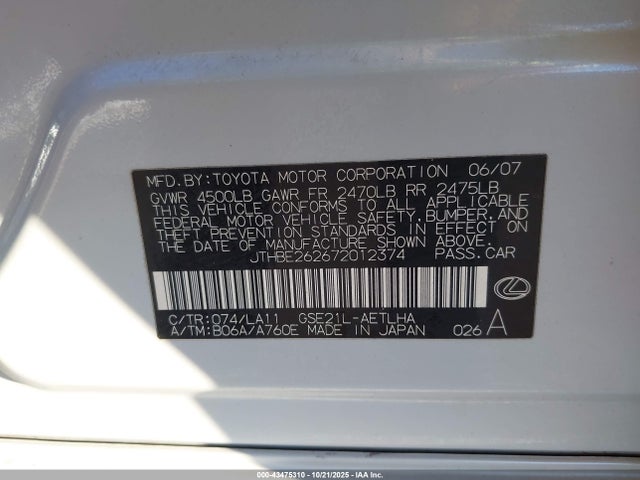 MFD.BY:TOYOTA MOTOR CORPORATION 06/07
GVWR 4500LB GAWR FR 2470LB RR 2475LB
THIS VEHICLE CONFORMS TO ALL APPLICABLE
FEDERAL MOTOR VEHICLE SAFETY, BUMPER, AND
THEFT PREVENTION STANDARDS IN EFFECT ON
THE DATE OF MANUFACTURE SHOWN ABOVE.
JTHBE262672012374 PASS.CAR
C/TR:074/LA11 GSE21L-AETLHA
A/TM:B06A/A760E MADE IN JAPAN 026 A
000-43475310 - 10/21/2025 - IAAI.COM